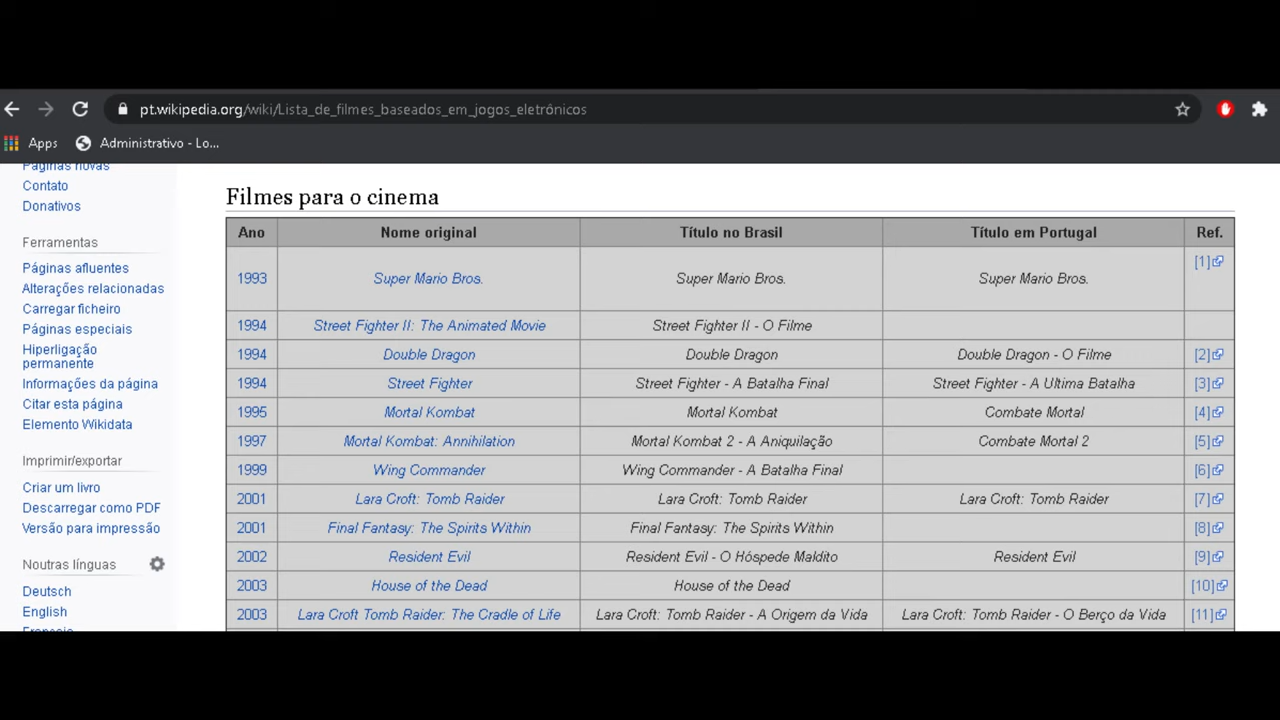 pt.wikipedia.org/wiki/Lista_de_filmes_baseados_em_jogos_eletrônicos
Apps Administrativo - Lo...
Páginas novas
Contato
Donativos
Ferramentas
Páginas afluentes
Alterações relacionadas
Carregar ficheiro
Páginas especiais
Hiperligação
permanente
Informações da página
Citar esta página
Elemento Wikidata
Imprimir/exportar
Criar um livro
Descarregar como PDF
Versão para impressão
Noutras línguas
Deutsch
English
Français
Filmes para o cinema
Ano Nome original Título no Brasil Título em Portugal Ref.
1993 Super Mario Bros. Super Mario Bros. Super Mario Bros. [1]
1994 Street Fighter II: The Animated Movie Street Fighter II - O Filme
1994 Double Dragon Double Dragon Double Dragon - O Filme [2]
1994 Street Fighter Street Fighter - A Batalha Final Street Fighter - A Ultima Batalha [3]
1995 Mortal Kombat Mortal Kombat Combate Mortal [4]
1997 Mortal Kombat: Annihilation Mortal Kombat 2 - A Aniquilação Combate Mortal 2 [5]
1999 Wing Commander Wing Commander - A Batalha Final [6]
2001 Lara Croft: Tomb Raider Lara Croft: Tomb Raider Lara Croft: Tomb Raider [7]
2001 Final Fantasy: The Spirits Within Final Fantasy: The Spirits Within [8]
2002 Resident Evil Resident Evil - O Hóspede Maldito Resident Evil [9]
2003 House of the Dead House of the Dead [10]
2003 Lara Croft Tomb Raider: The Cradle of Life Lara Croft: Tomb Raider - A Origem da Vida Lara Croft: Tomb Raider - O Berço da Vida [11]